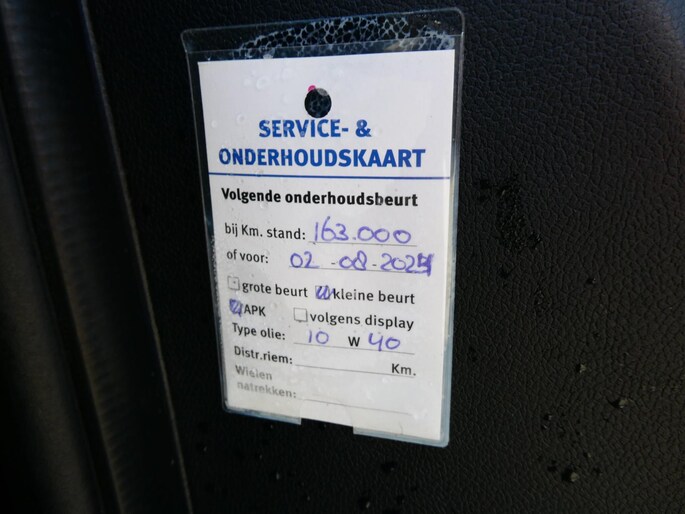 SERVICE- &
ONDERHOUDSKAART
Volgende onderhoudsbeurt
bij Km. stand: 163.000
of voor: 02-08-2024
grote beurt kleine beurt
APK volgens display
Type olie: 10 W 40
Distr.riem: Km.
Wielen
natrekken: